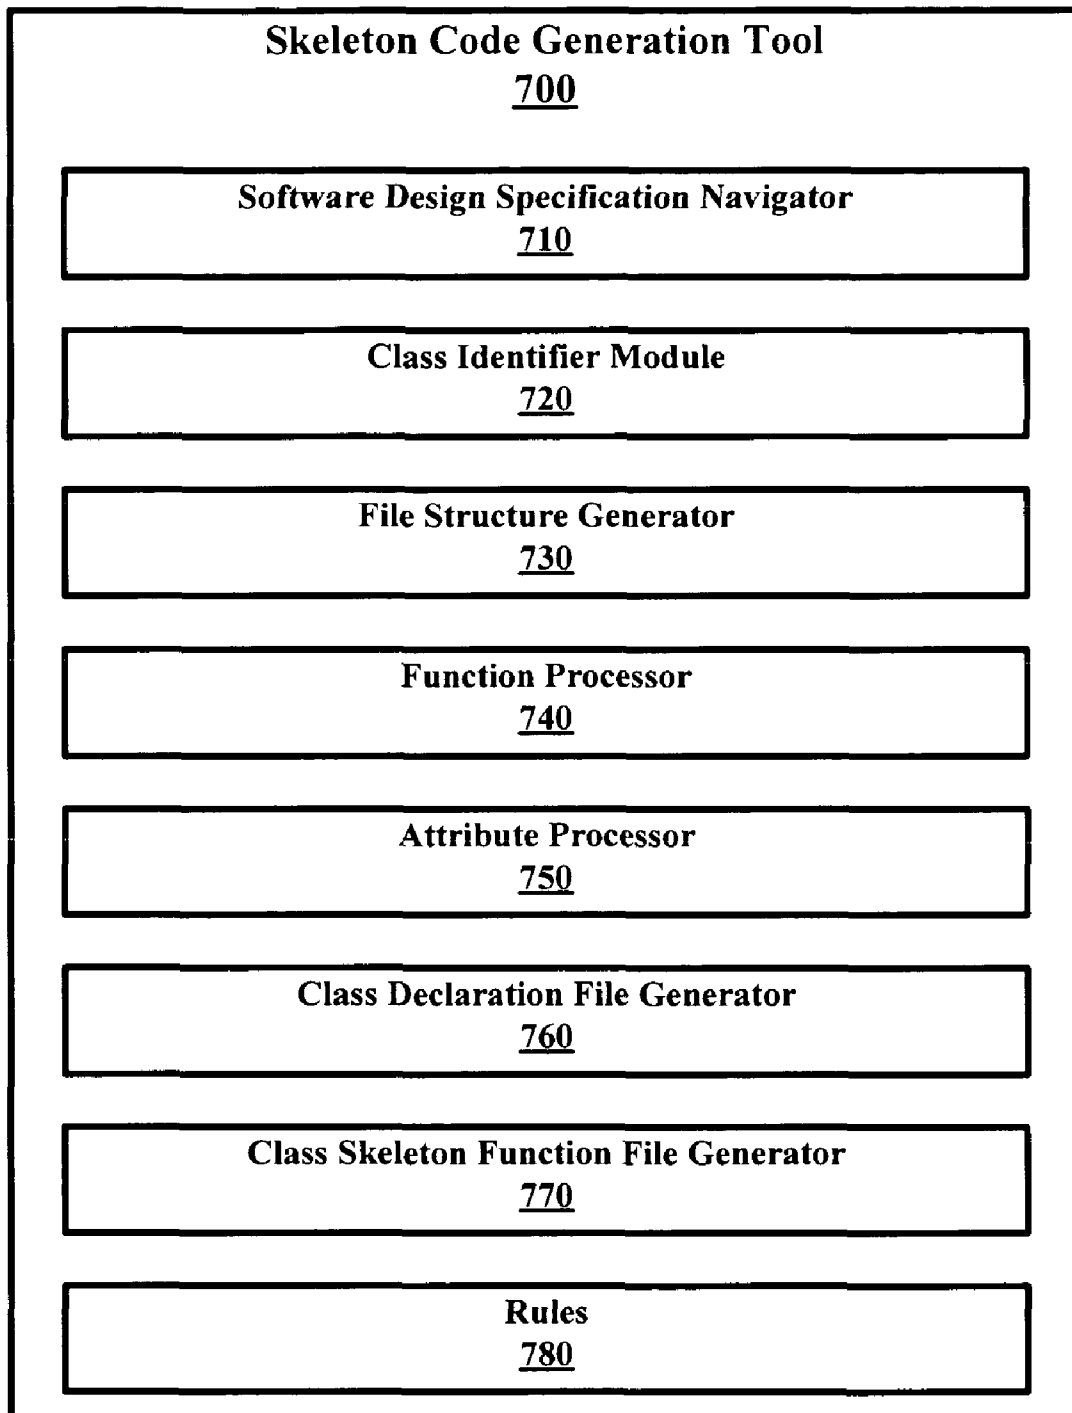 Skeleton Code Generation Tool
700
Software Design Specification Navigator
710
Class Identifier Module
720
File Structure Generator
730
Function Processor
740
Attribute Processor
750
Class Declaration File Generator
760
Class Skeleton Function File Generator
770
Rules
780